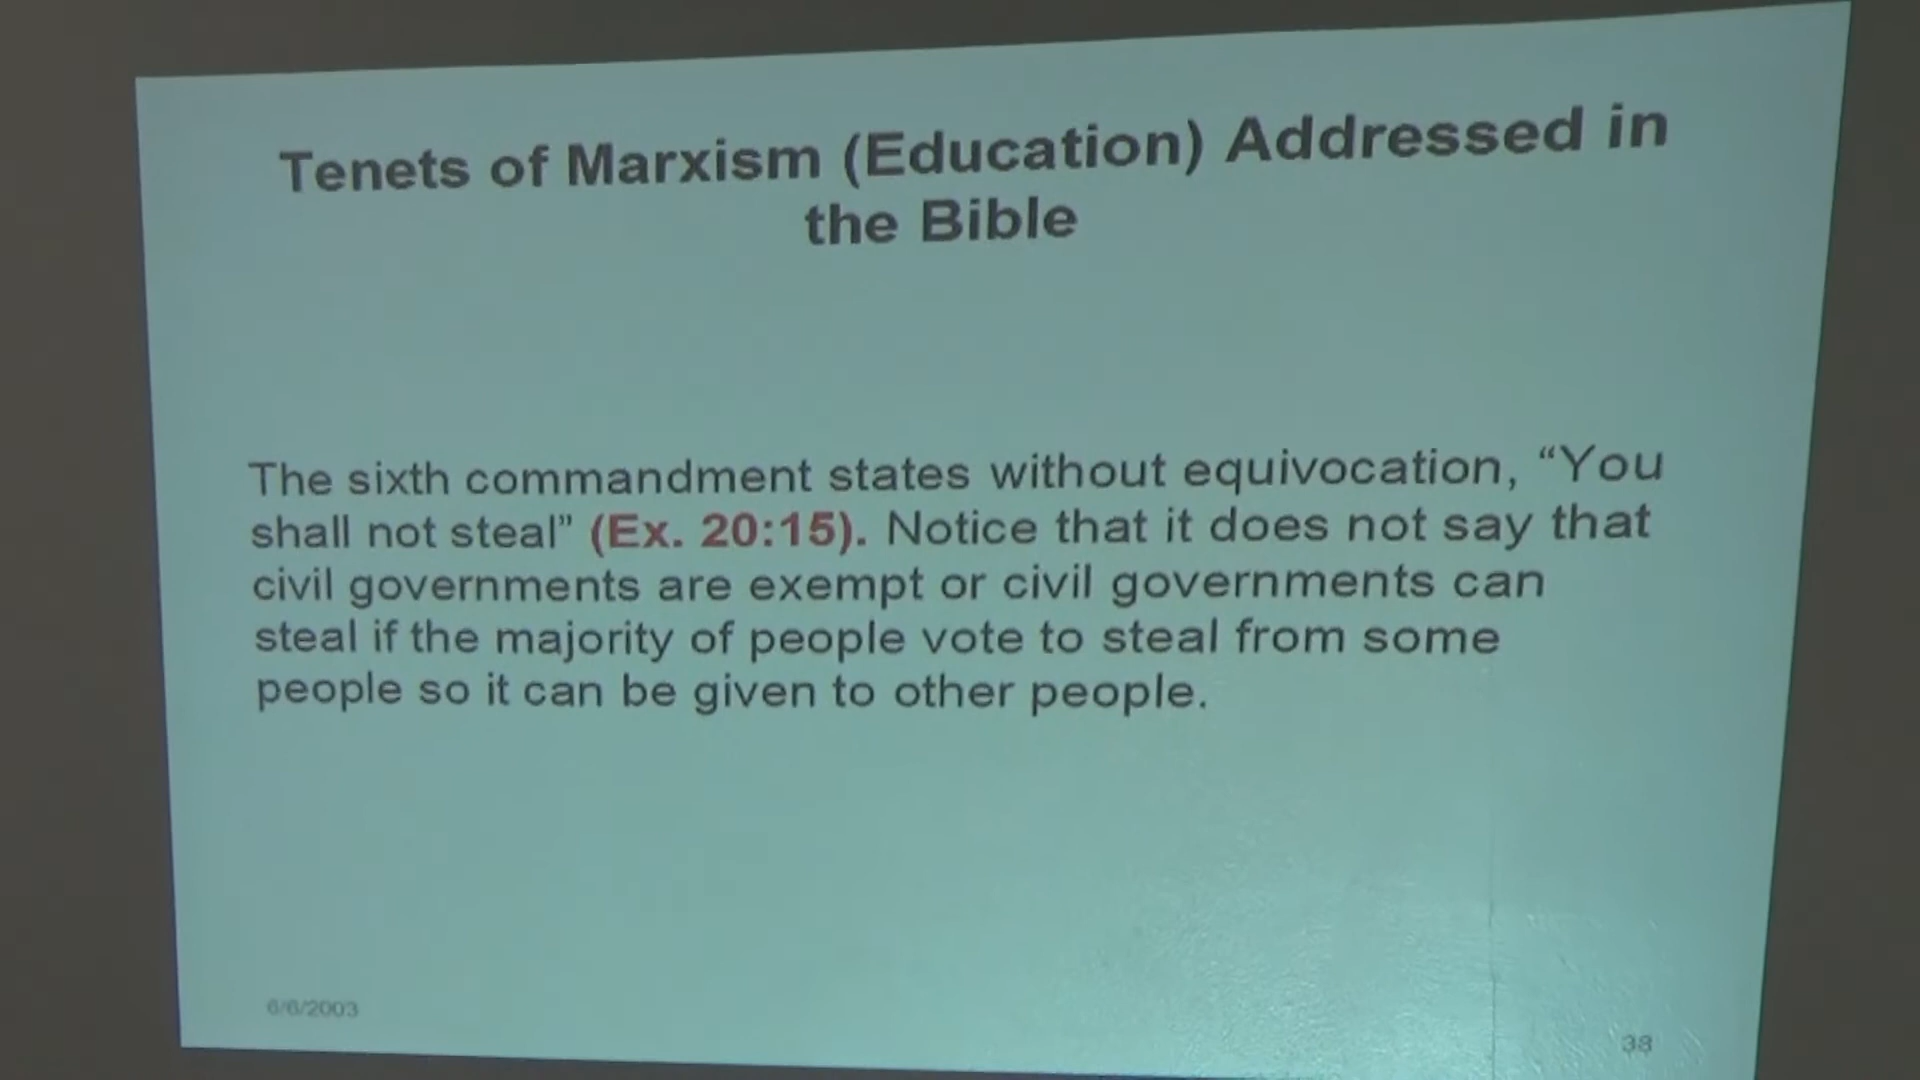 Tenets of Marxism (Education) Addressed in
the Bible
The sixth commandment states without equivocation, “You
shall not steal” (Ex. 20:15). Notice that it does not say that
civil governments are exempt or civil governments can
steal if the majority of people vote to steal from some
people so it can be given to other people.
6/6/2003
38